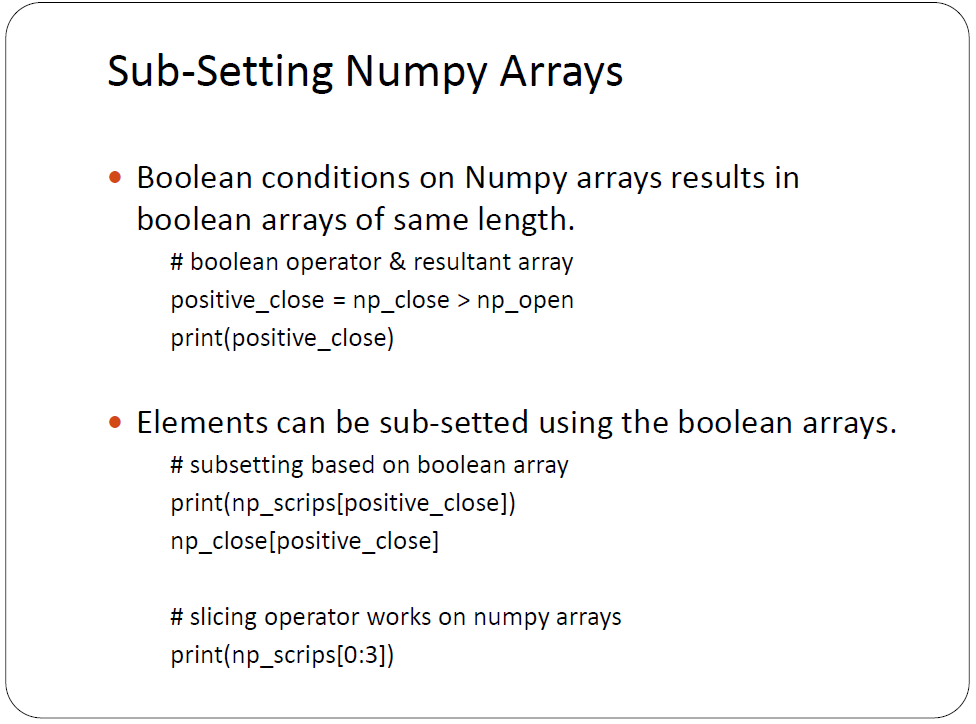 Sub-Setting Numpy Arrays
• Boolean conditions on Numpy arrays results in
boolean arrays of same length.
# boolean operator & resultant array
positive_close = np_close > np_open
print(positive_close)
• Elements can be sub-setted using the boolean arrays.
# subsetting based on boolean array
print(np_scrips[positive_close])
np_close[positive_close]
# slicing operator works on numpy arrays
print(np_scrips[0:3])